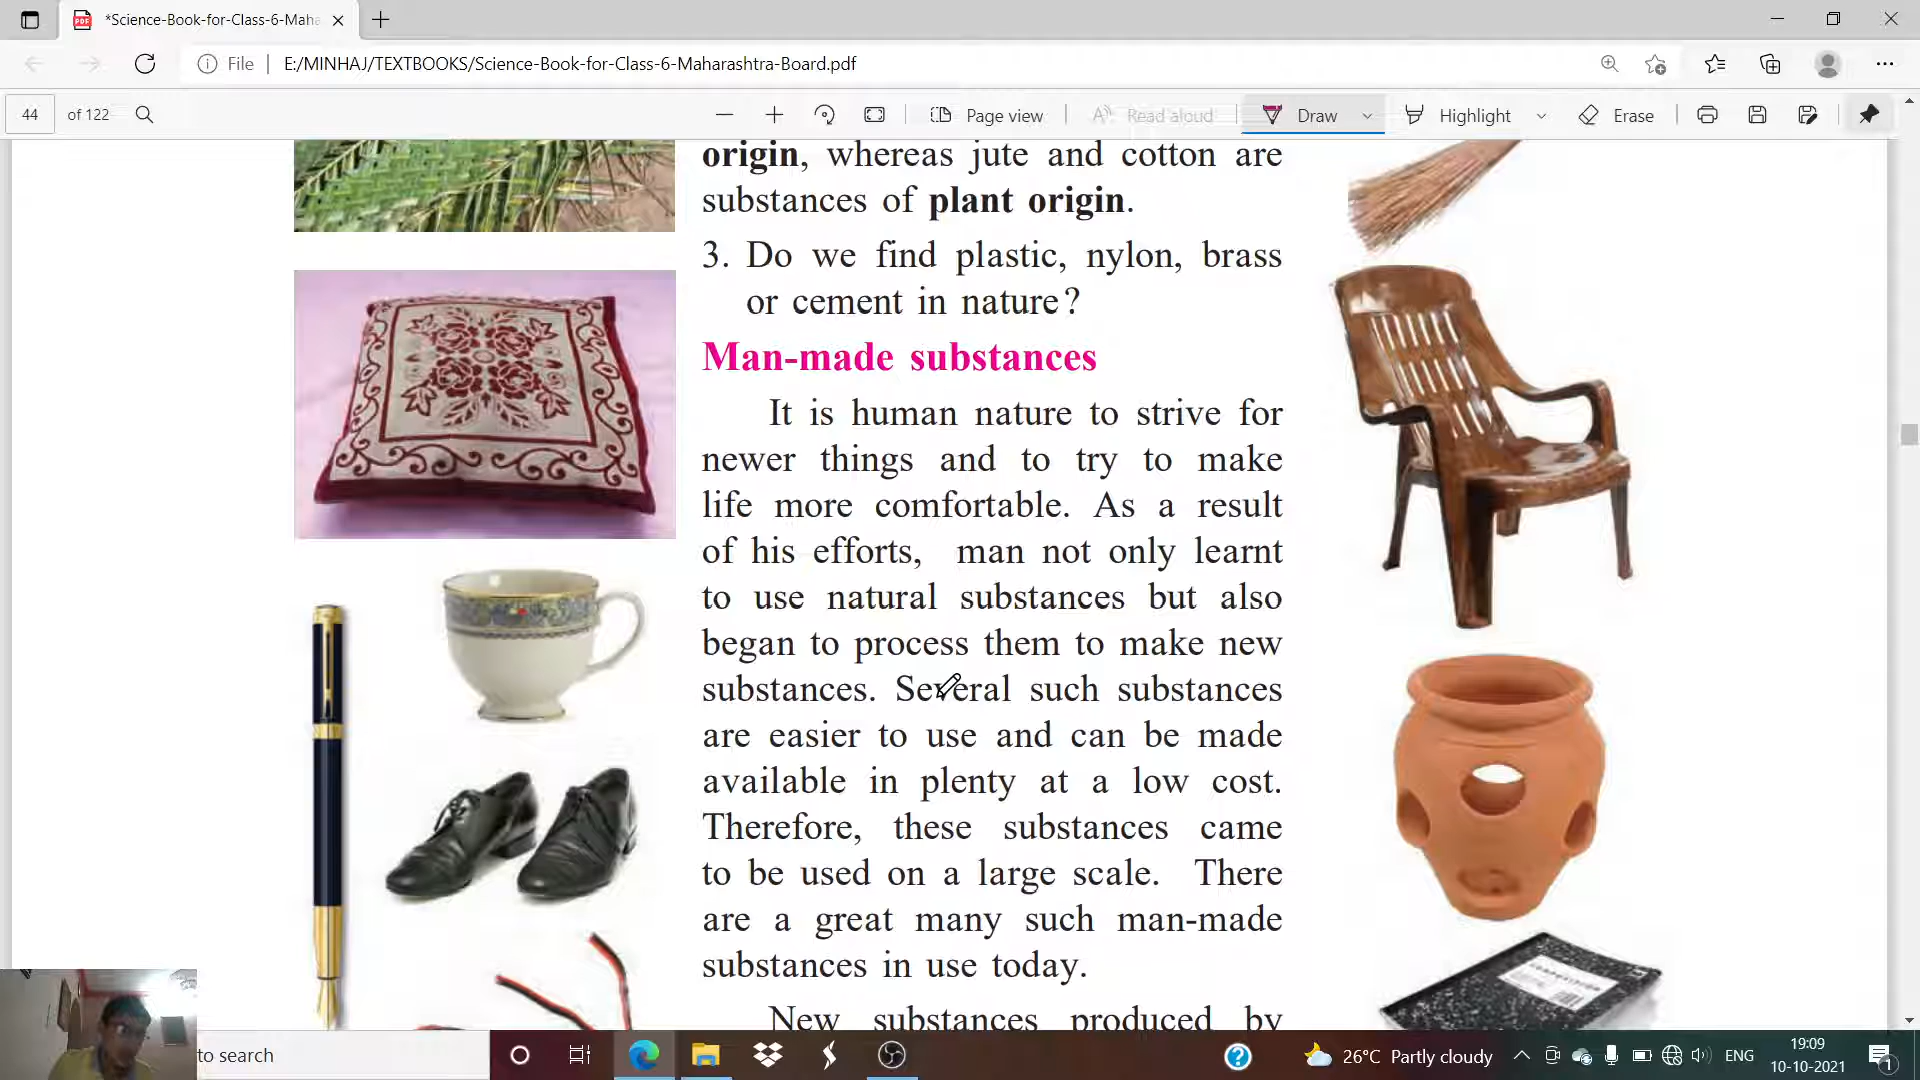 *Science-Book-for-Class-6-Maha
File
E:/MINHAJ/TEXTBOOKS/Science-Book-for-Class-6-Maharashtra-Board.pdf
44 of 122
Page view
Read aloud
Draw
Highlight
Erase
origin, whereas jute and cotton are
substances of plant origin.
3. Do we find plastic, nylon, brass
or cement in nature?
Man-made substances
It is human nature to strive for
newer things and to try to make
life more comfortable. As a result
of his efforts, man not only learnt
to use natural substances but also
began to process them to make new
substances. Several such substances
are easier to use and can be made
available in plenty at a low cost.
Therefore, these substances came
to be used on a large scale. There
are a great many such man-made
substances in use today.
New substances produced by
to search
26°C Partly cloudy
ENG
19:09
10-10-2021
1